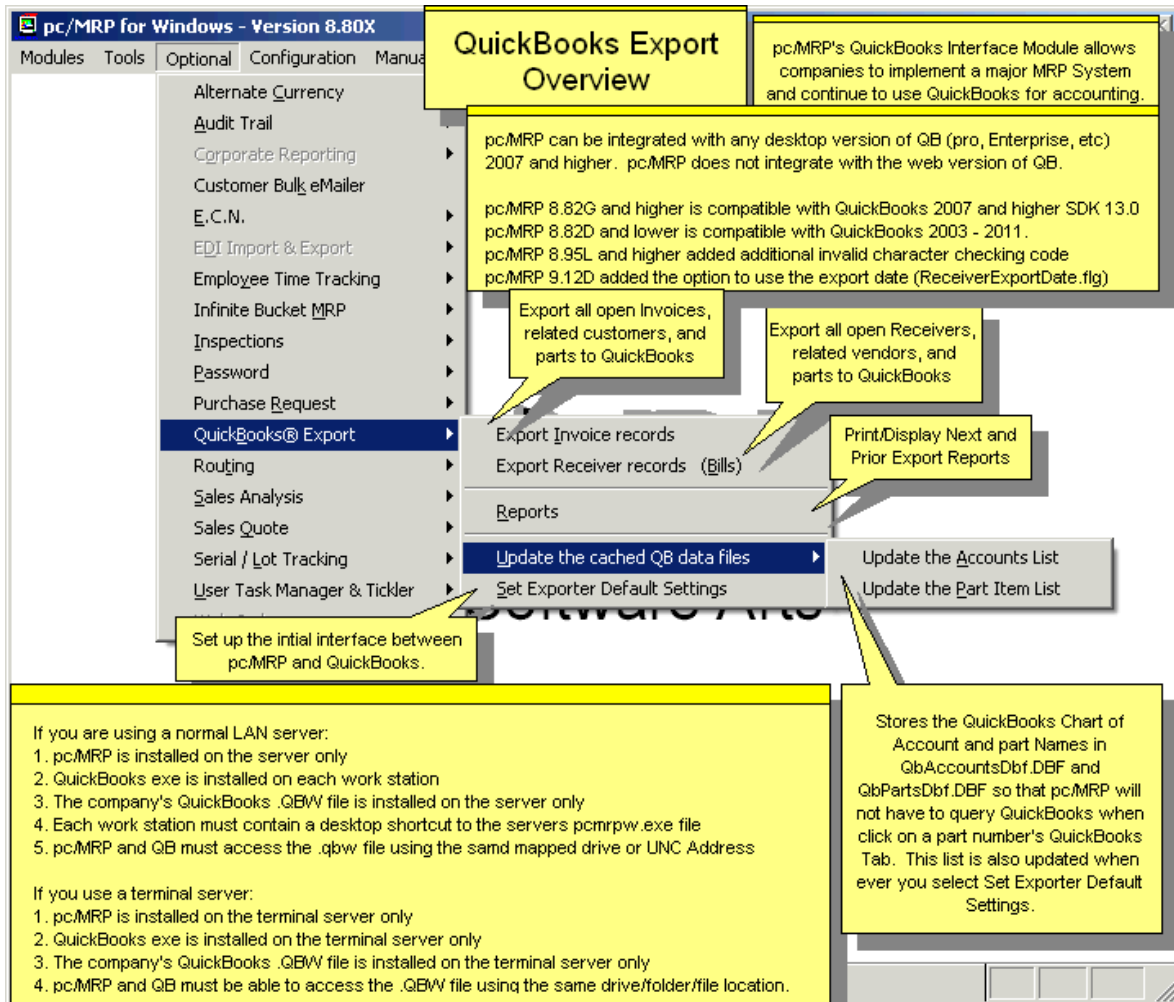 pc/MRP for Windows - Version 8.80X
Modules Tools Optional Configuration Manua
QuickBooks Export
Overview
pc/MRP's QuickBooks Interface Module allows
companies to implement a major MRP System
and continue to use QuickBooks for accounting.
pc/MRP can be integrated with any desktop version of QB (pro, Enterprise, etc)
2007 and higher. pc/MRP does not integrate with the web version of QB.
pc/MRP 8.82G and higher is compatible with QuickBooks 2007 and higher SDK 13.0
pc/MRP 8.82D and lower is compatible with QuickBooks 2003 - 2011.
pc/MRP 8.95L and higher added additional invalid character checking code
pc/MRP 9.12D added the option to use the export date (ReceiverExportDate.flg)
Alternate Currency
Audit Trail
Corporate Reporting
Customer Bulk eMailer
E.C.N.
EDI Import & Export
Employee Time Tracking
Infinite Bucket MRP
Inspections
Password
Purchase Request
QuickBooks® Export
Routing
Sales Analysis
Sales Quote
Serial / Lot Tracking
User Task Manager & Tickler
Export all open Invoices,
related customers, and
parts to QuickBooks
Export all open Receivers,
related vendors, and
parts to QuickBooks
Print/Display Next and
Prior Export Reports
Export Invoice records
Export Receiver records (Bills)
Reports
Update the cached QB data files
Set Exporter Default Settings
Update the Accounts List
Update the Part Item List
Software Arts
Set up the intial interface between
pc/MRP and QuickBooks.
If you are using a normal LAN server:
1. pc/MRP is installed on the server only
2. QuickBooks exe is installed on each work station
3. The company's QuickBooks .QBW file is installed on the server only
4. Each work station must contain a desktop shortcut to the servers pcmrpw.exe file
5. pc/MRP and QB must access the .qbw file using the samd mapped drive or UNC Address
If you use a terminal server:
1. pc/MRP is installed on the terminal server only
2. QuickBooks exe is installed on the terminal server only
3. The company's QuickBooks .QBW file is installed on the terminal server only
4. pc/MRP and QB must be able to access the .QBW file using the same drive/folder/file location.
Stores the QuickBooks Chart of
Account and part Names in
QbAccountsDbf.DBF and
QbPartsDbf.DBF so that pc/MRP will
not have to query QuickBooks when
click on a part number's QuickBooks
Tab. This list is also updated when
ever you select Set Exporter Default
Settings.